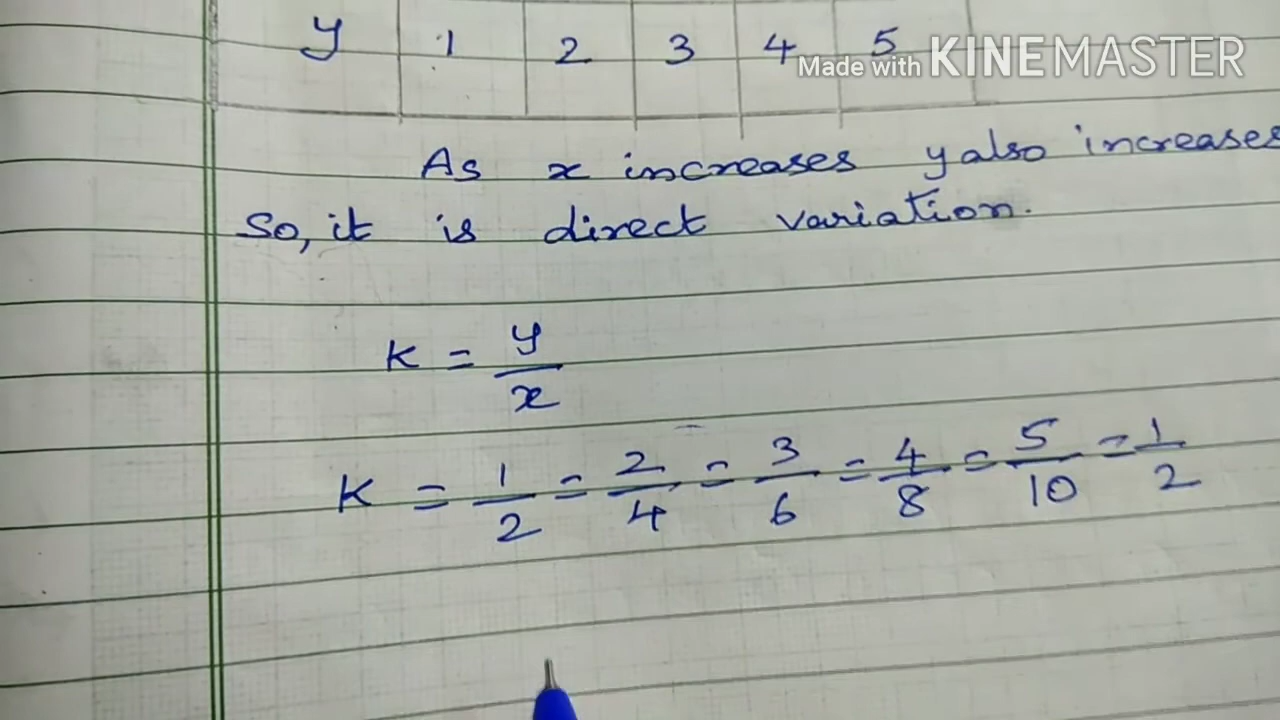 y 1 2 3 4 5
Made with KINEMASTER
As x increases y also increases
So, it is direct variation.
K = y/x
K = 1/2 = 2/4 = 3/6 = 4/8 = 5/10 = 1/2